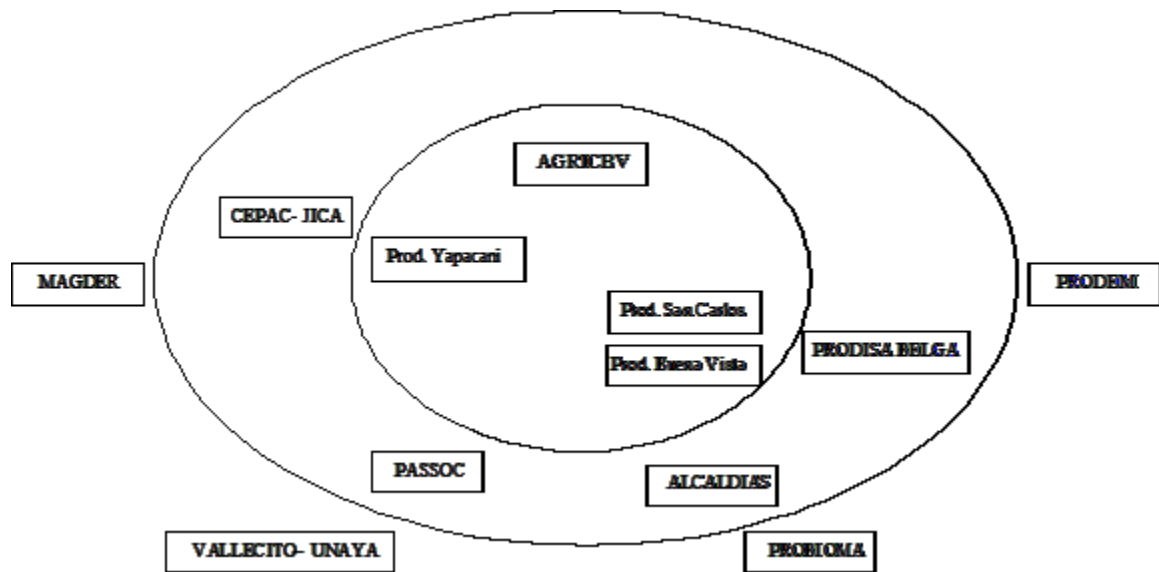 AGRICBV
CEPAC- JICA
Prod. Yapacani
MAGDER
PRODEMI
Prod. San Carlos.
PRODISA BELGA
Prod. Buena Vista
PASSOC
ALCALDIAS
VALLECITO- UNAYA
PROBIOMA